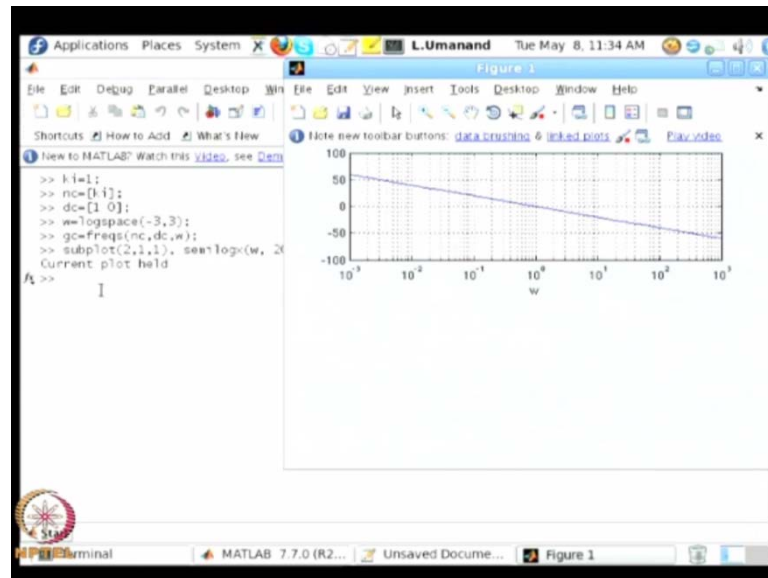 Applications Places System L.Umanand Tue May 8, 11:34 AM
Figure 1
File Edit Debug Parallel Desktop Win
File Edit View Insert Tools Desktop Window Help
Shortcuts How to Add What's New
Note new toolbar buttons: data brushing & linked plots Play video
New to MATLAB? Watch this video, see Dem
>> ki=1;
>> nc=[ki];
>> dc=[1 0];
>> w=logspace(-3,3);
>> gc=freqs(nc,dc,w);
>> subplot(2,1,1), semilogx(w, 20
Current plot held
fx >>
100
50
0
-50
-100
10^-3 10^-2 10^-1 10^0 10^1 10^2 10^3
w
Start
NPTEL
Terminal MATLAB 7.7.0 (R2... Unsaved Docume... Figure 1